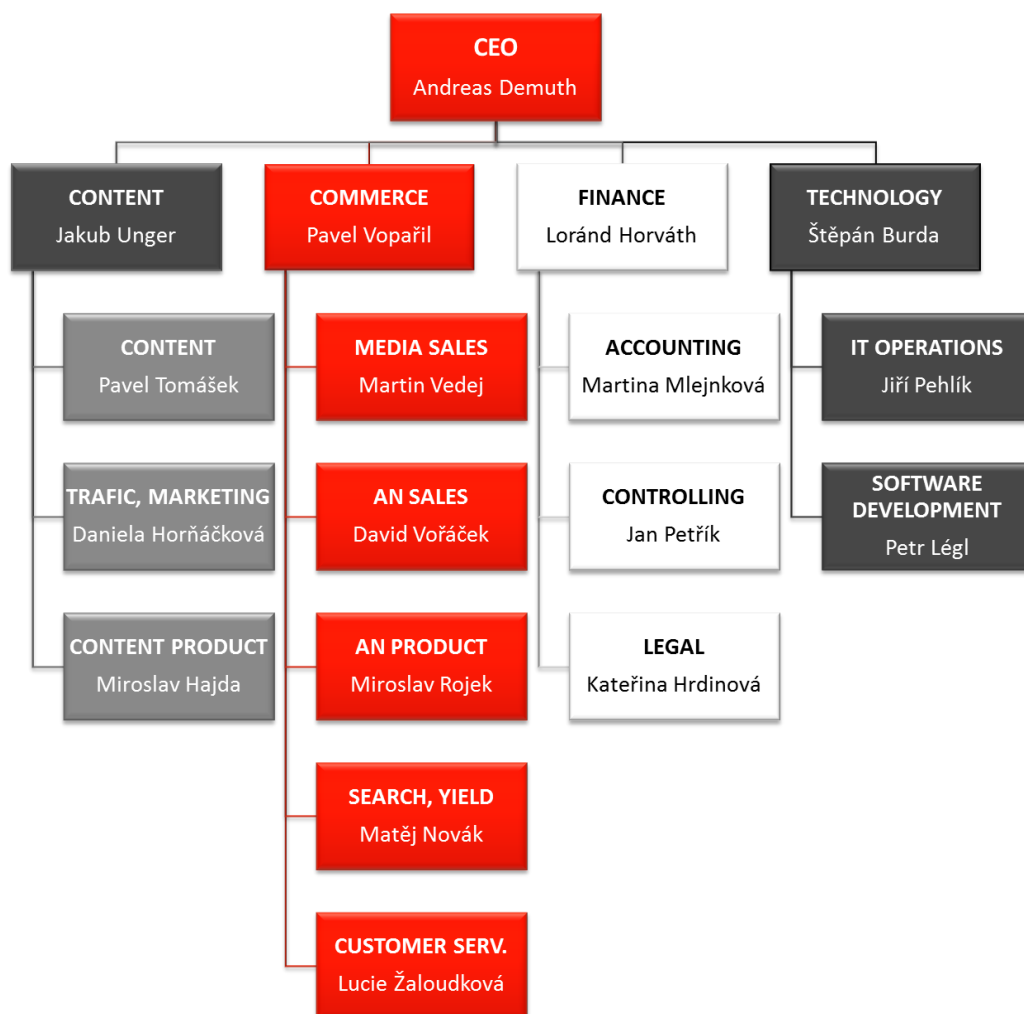 CEO
Andreas Demuth
CONTENT
Jakub Unger
COMMERCE
Pavel Vopařil
FINANCE
Loránd Horváth
TECHNOLOGY
Štěpán Burda
CONTENT
Pavel Tomášek
TRAFIC, MARKETING
Daniela Horňáčková
CONTENT PRODUCT
Miroslav Hajda
MEDIA SALES
Martin Vedej
AN SALES
David Vořáček
AN PRODUCT
Miroslav Rojek
SEARCH, YIELD
Matěj Novák
CUSTOMER SERV.
Lucie Žaloudková
ACCOUNTING
Martina Mlejnková
CONTROLLING
Jan Petřík
LEGAL
Kateřina Hrdinová
IT OPERATIONS
Jiří Pehlík
SOFTWARE
DEVELOPMENT
Petr Légl